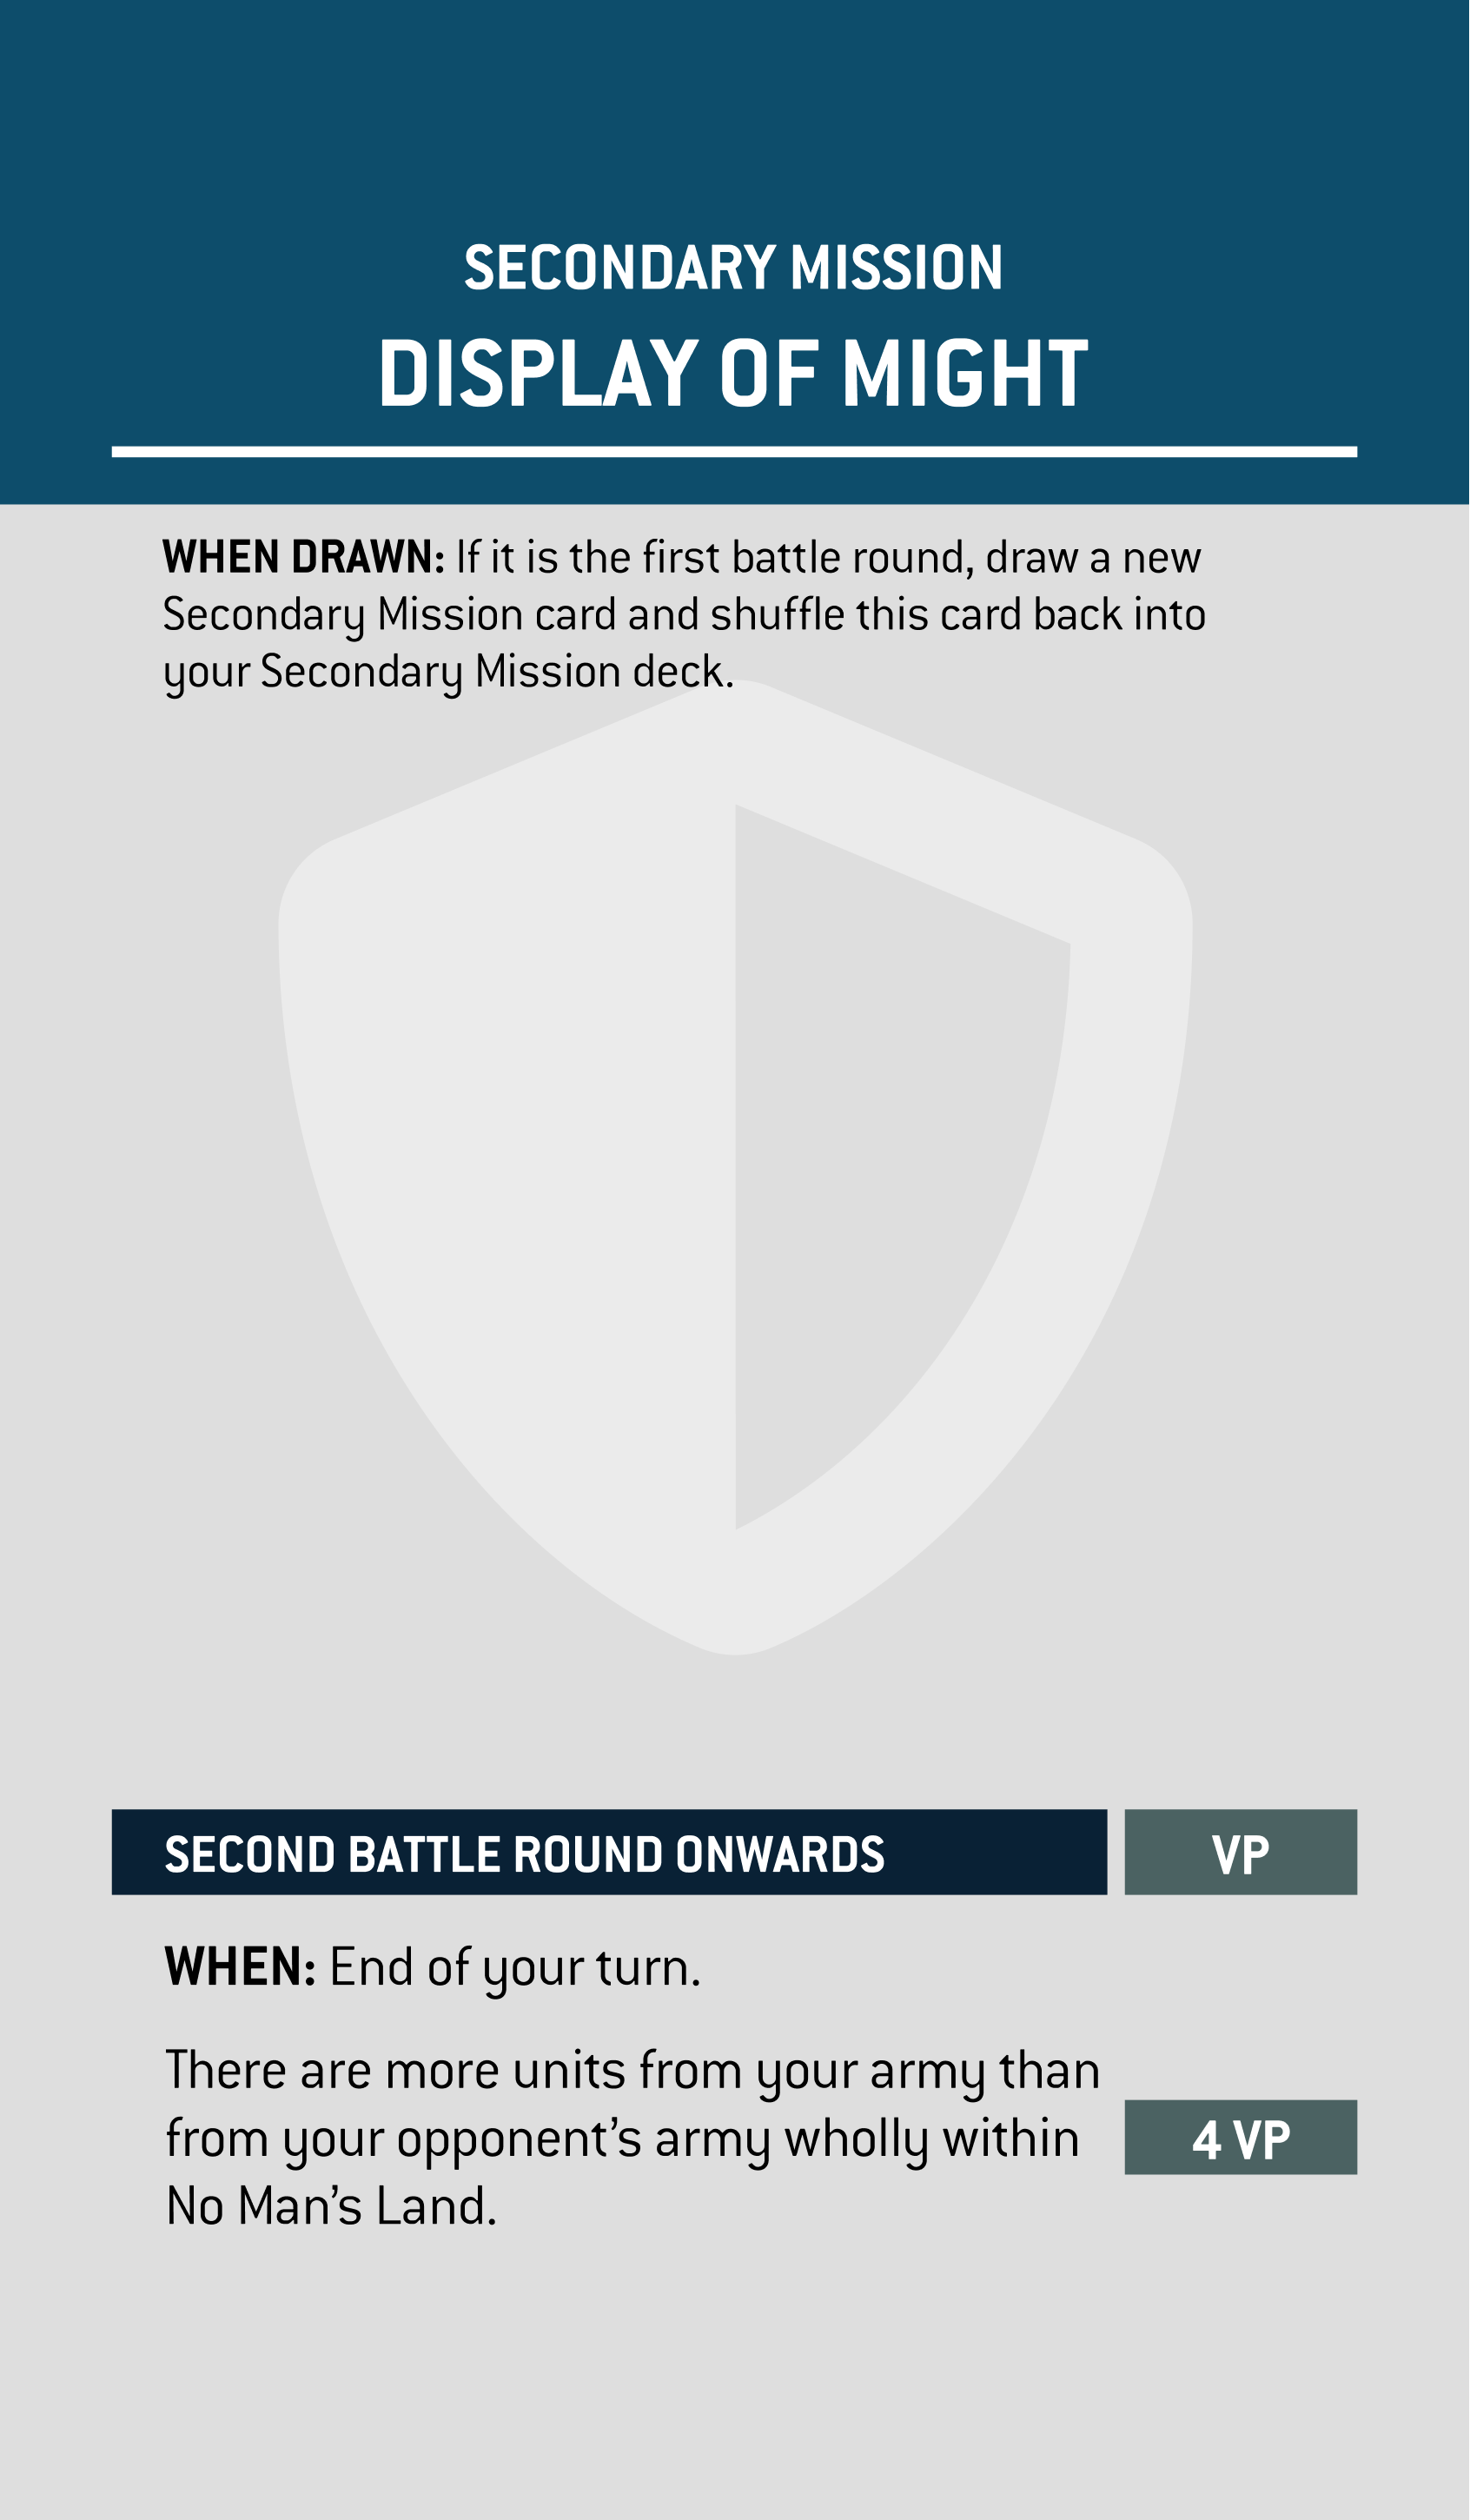 SECONDARY MISSION
DISPLAY OF MIGHT
WHEN DRAWN: If it is the first battle round, draw a new
Secondary Mission card and shuffle this card back into
your Secondary Mission deck.
SECOND BATTLE ROUND ONWARDS VP
WHEN: End of your turn.
There are more units from your army than
from your opponent’s army wholly within
4 VP
No Man’s Land.